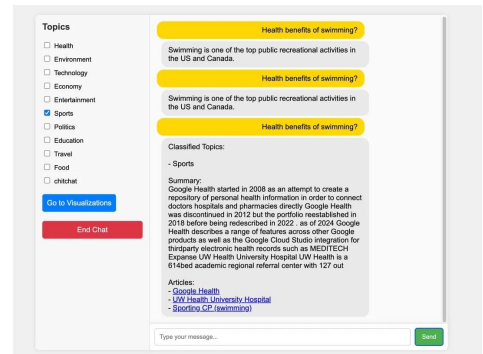 Topics
Health
Environment
Technology
Economy
Entertainment
Sports
Politics
Education
Travel
Food
chitchat
Go to Visualizations
End Chat
Health benefits of swimming?
Swimming is one of the top public recreational activities in
the US and Canada.
Health benefits of swimming?
Swimming is one of the top public recreational activities in
the US and Canada.
Health benefits of swimming?
Classified Topics:
- Sports
Summary:
Google Health started in 2008 as an attempt to create a
repository of personal health information in order to connect
doctors hospitals and pharmacies directly Google Health
was discontinued in 2012 but the portfolio reestablished in
2018 before being redescribed in 2022 . as of 2024 Google
Health describes a range of features across other Google
products as well as the Google Cloud Studio integration for
thirdparty electronic health records such as MEDITECH
Expanse UW Health University Hospital UW Health is a
614bed academic regional referral center with 127 out
Articles:
- Google Health
- UW Health University Hospital
- Sporting CP (swimming)
Type your message...
Send